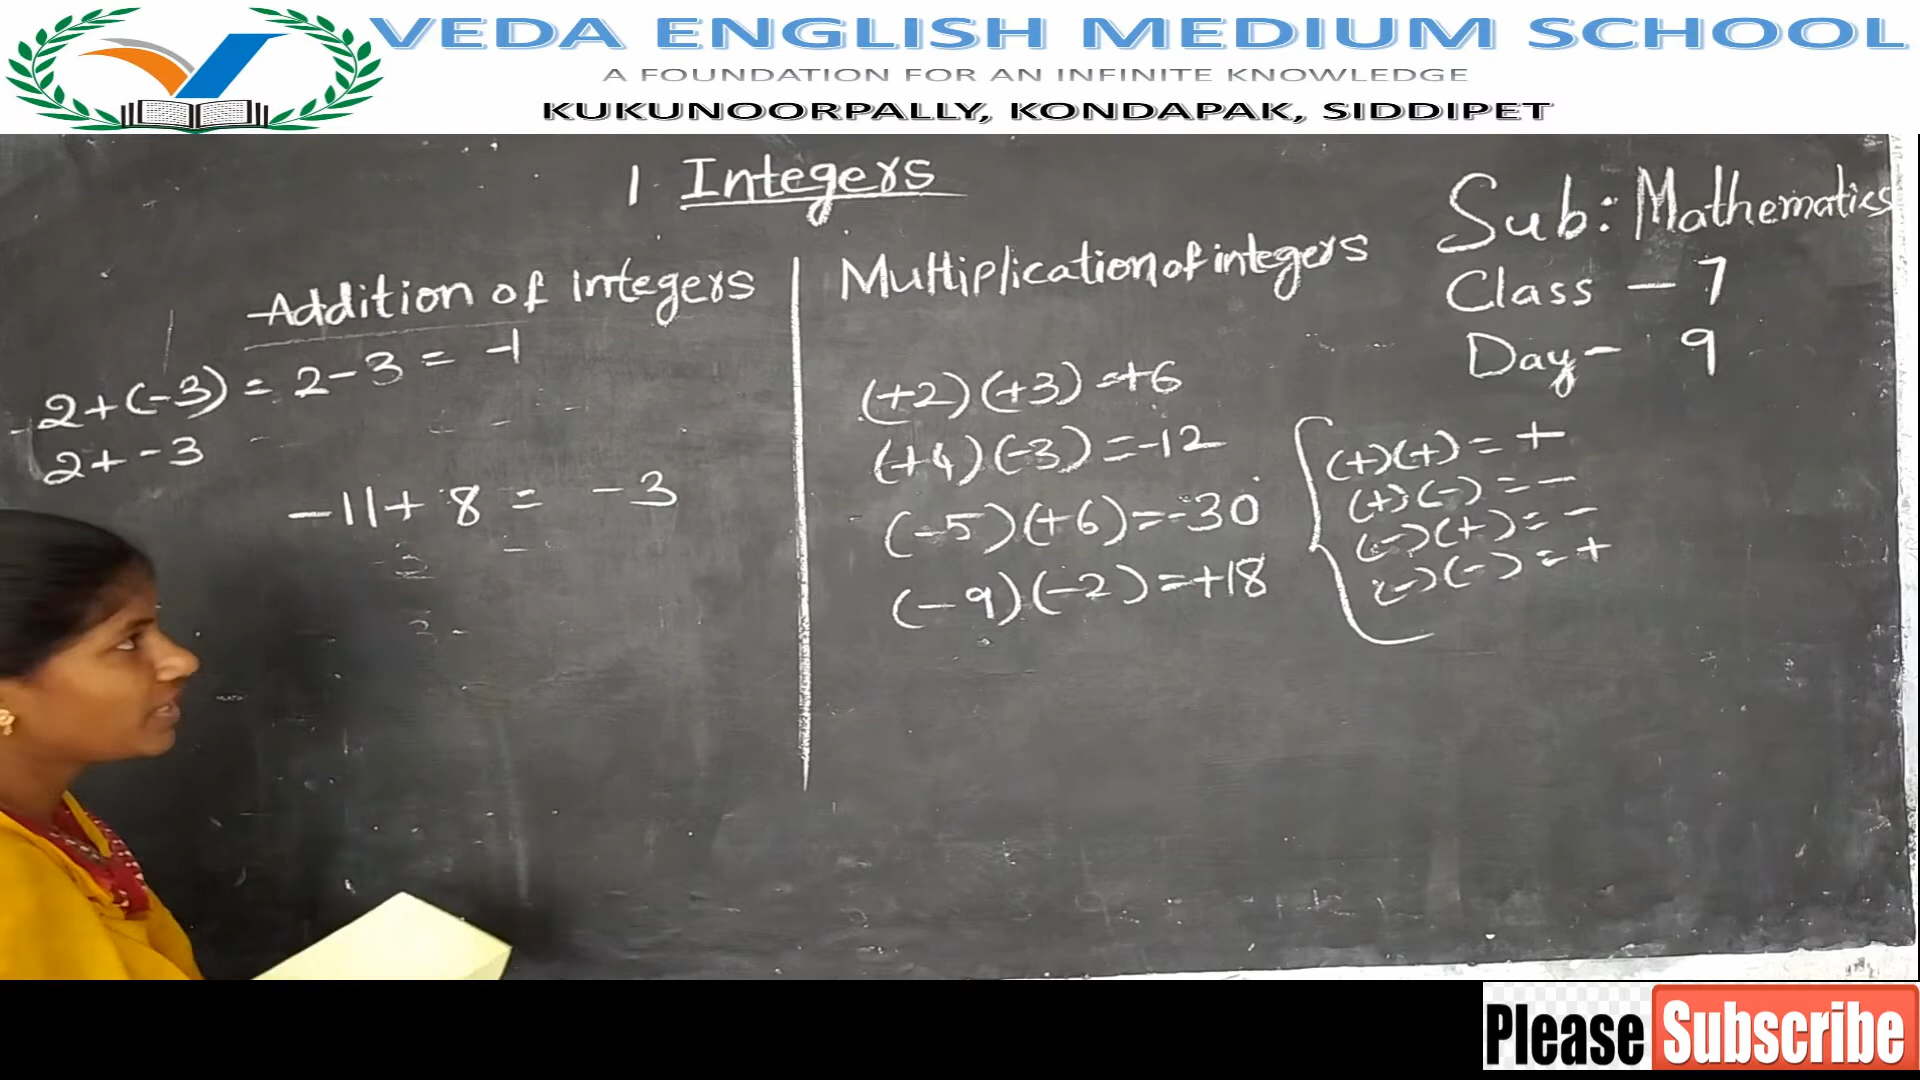 VEDA ENGLISH MEDIUM SCHOOL
A FOUNDATION FOR AN INFINITE KNOWLEDGE
KUKUNOORPALLY, KONDAPAK, SIDDIPET
1 Integers
Sub: Mathematics
Class - 7
Day - 9
Addition of integers
2+(-3) = 2-3 = -1
2+-3
-11+8 = -3
Multiplication of integers
(+2)(+3)=+6
(+4)(-3)=-12
(-5)(+6)=-30
(-9)(-2)=+18
(+)(+) = +
(+)(-) = -
(-)(+) = -
(-)(-) = +
Please Subscribe